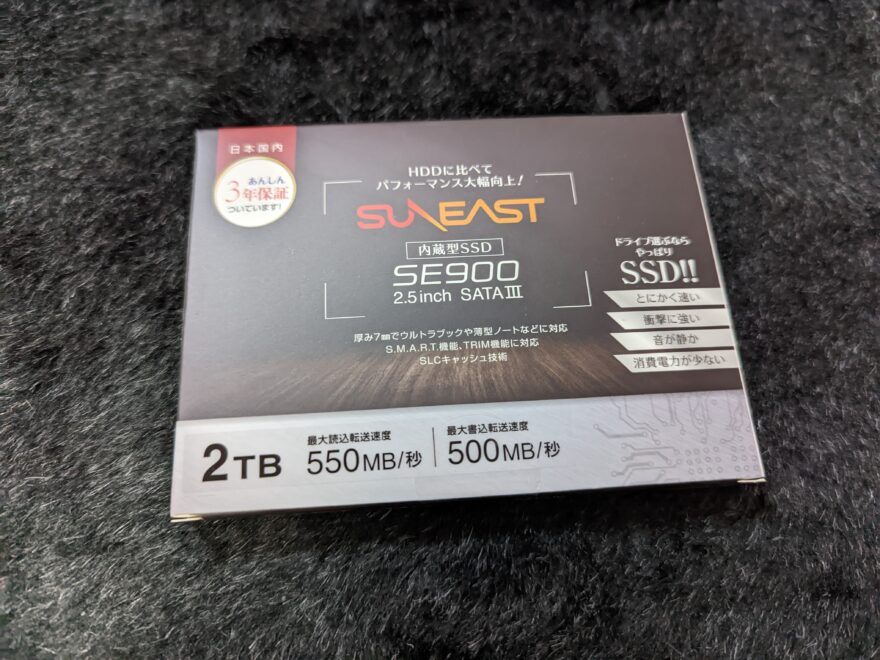 日本国内
あんしん
3年保証
ついています!
HDDに比べて
パフォーマンス大幅向上!
SUNEAST
内蔵型SSD
SE900
2.5inch SATAⅢ
厚み7㎜でウルトラブックや薄型ノートなどに対応
S.M.A.R.T.機能、TRIM機能に対応
SLCキャッシュ技術
ドライブ選ぶなら
やっぱり
SSD!!
とにかく速い
衝撃に強い
音が静か
消費電力が少ない
2TB
最大読込転送速度
550MB/秒
最大書込転送速度
500MB/秒